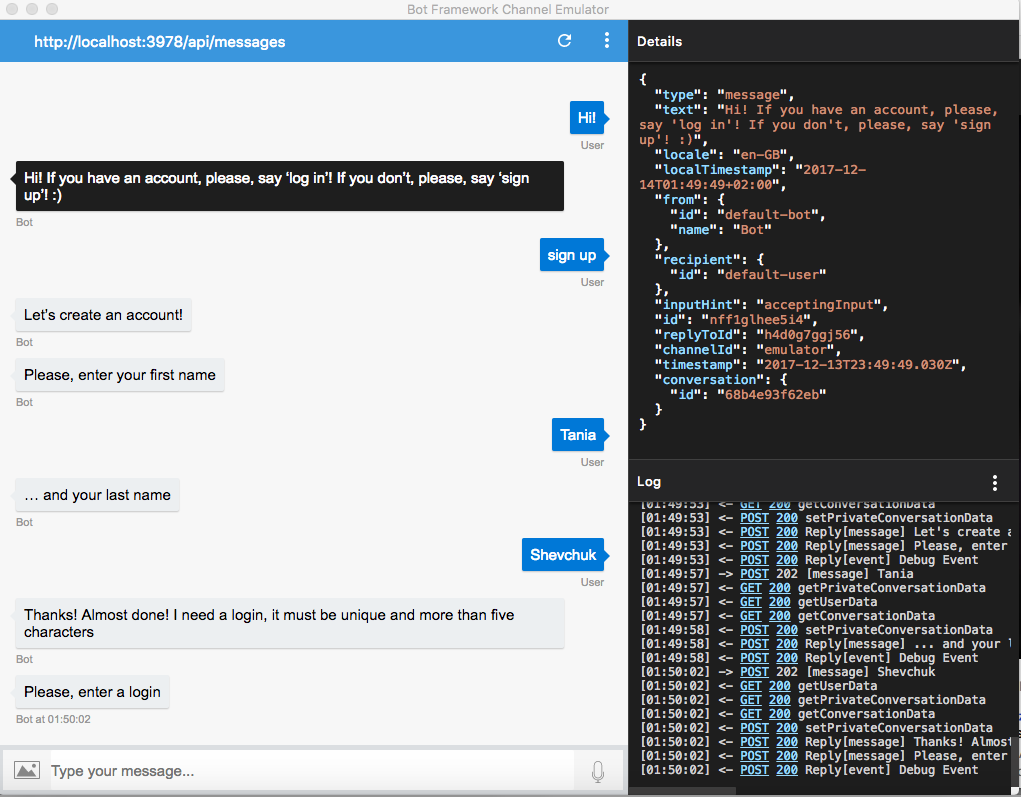 Bot Framework Channel Emulator
http://localhost:3978/api/messages
Hi!
User
Hi! If you have an account, please, say ‘log in’! If you don’t, please, say ‘sign
up’! :)
Bot
sign up
User
Let's create an account!
Bot
Please, enter your first name
Bot
Tania
User
… and your last name
Bot
Shevchuk
User
Thanks! Almost done! I need a login, it must be unique and more than five
characters
Bot
Please, enter a login
Bot at 01:50:02
Type your message...
Details
{
"type": "message",
"text": "Hi! If you have an account, please,
say 'log in'! If you don't, please, say 'sign
up'! :)",
"locale": "en-GB",
"localTimestamp": "2017-12-
14T01:49:49+02:00",
"from": {
"id": "default-bot",
"name": "Bot"
},
"recipient": {
"id": "default-user"
},
"inputHint": "acceptingInput",
"id": "nff1glhee5i4",
"replyToId": "h4d0g7ggj56",
"channelId": "emulator",
"timestamp": "2017-12-13T23:49:49.030Z",
"conversation": {
"id": "68b4e93f62eb"
}
}
Log
[01:49:53] <- GET 200 getConversationData
[01:49:53] <- POST 200 setPrivateConversationData
[01:49:53] <- POST 200 Reply[message] Let's create a
[01:49:53] <- POST 200 Reply[message] Please, enter
[01:49:53] <- POST 200 Reply[event] Debug Event
[01:49:57] -> POST 202 [message] Tania
[01:49:57] <- GET 200 getPrivateConversationData
[01:49:57] <- GET 200 getUserData
[01:49:57] <- GET 200 getConversationData
[01:49:58] <- POST 200 setPrivateConversationData
[01:49:58] <- POST 200 Reply[message] ... and your
[01:49:58] <- POST 200 Reply[event] Debug Event
[01:50:02] -> POST 202 [message] Shevchuk
[01:50:02] <- GET 200 getUserData
[01:50:02] <- GET 200 getPrivateConversationData
[01:50:02] <- GET 200 getConversationData
[01:50:02] <- POST 200 setPrivateConversationData
[01:50:02] <- POST 200 Reply[message] Thanks! Almost
[01:50:02] <- POST 200 Reply[message] Please, enter
[01:50:02] <- POST 200 Reply[event] Debug Event